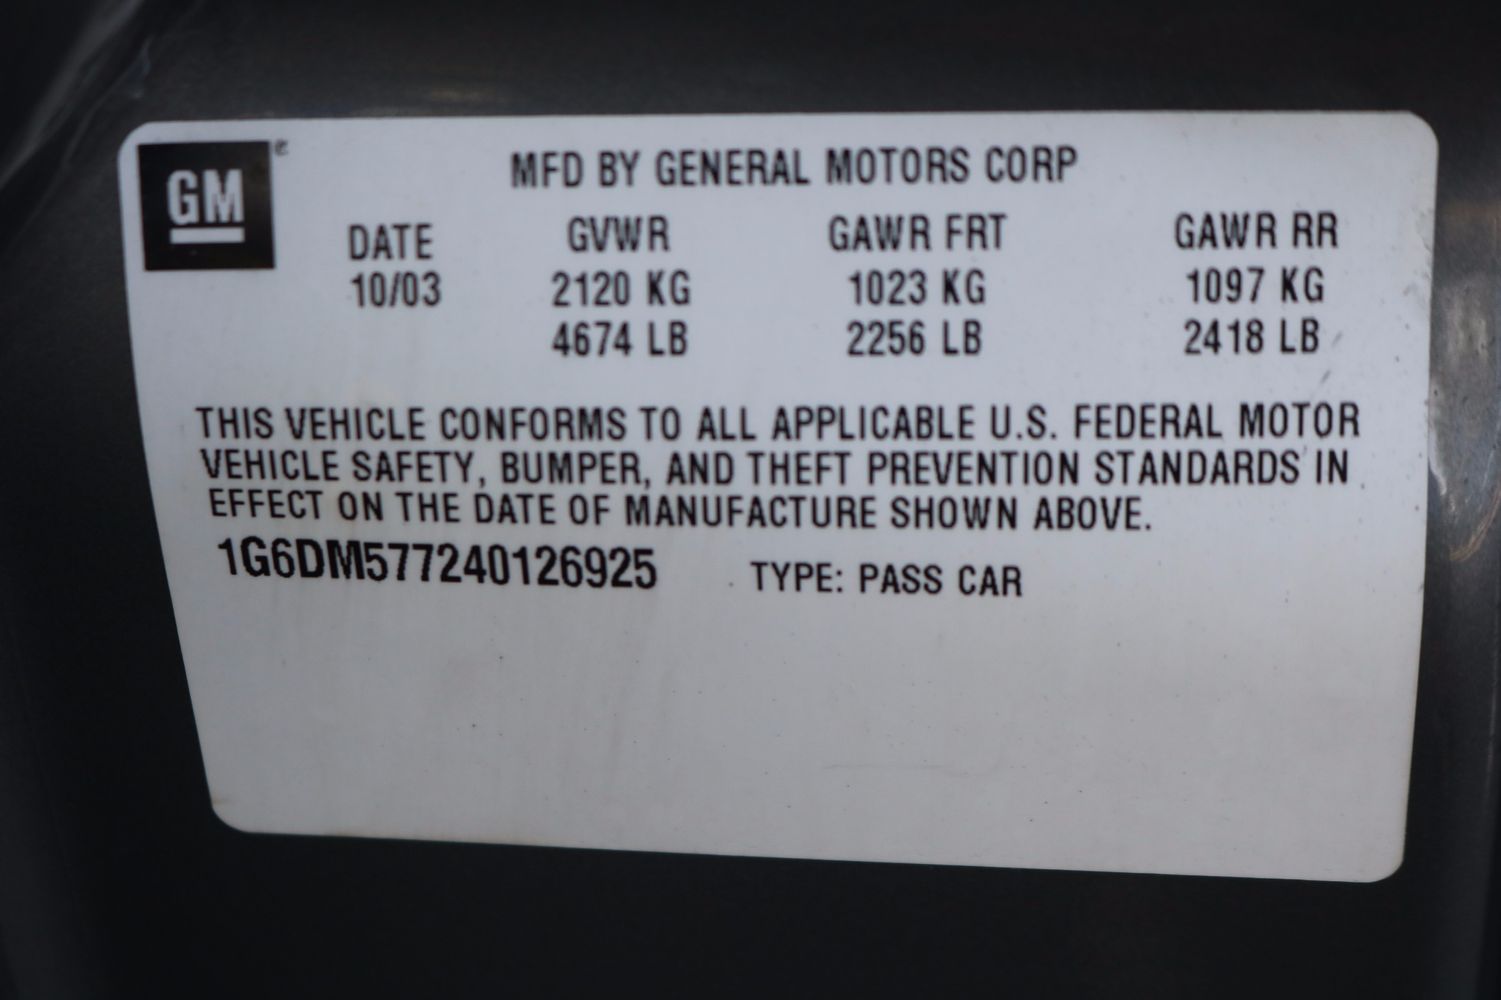 GM ®
MFD BY GENERAL MOTORS CORP
DATE GVWR GAWR FRT GAWR RR
10/03 2120 KG 1023 KG 1097 KG
4674 LB 2256 LB 2418 LB
THIS VEHICLE CONFORMS TO ALL APPLICABLE U.S. FEDERAL MOTOR
VEHICLE SAFETY, BUMPER, AND THEFT PREVENTION STANDARDS IN
EFFECT ON THE DATE OF MANUFACTURE SHOWN ABOVE.
1G6DM577240126925 TYPE: PASS CAR